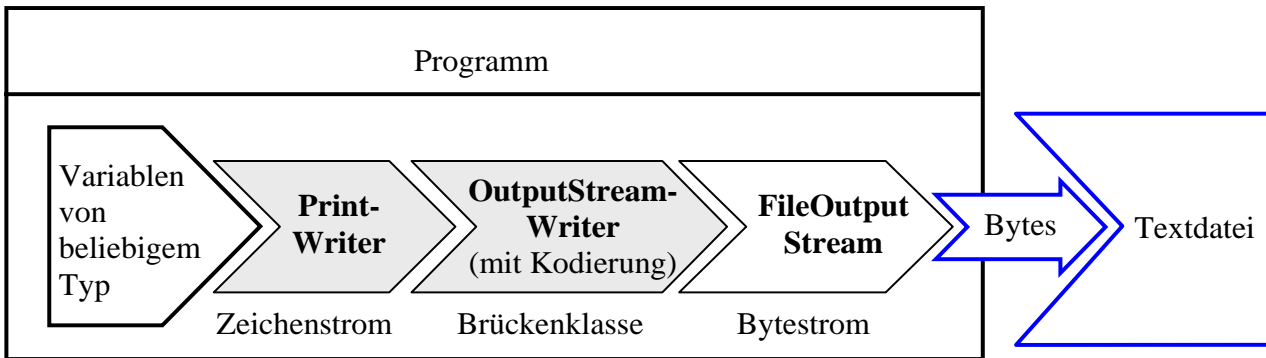 Programm
Variablen
von
beliebigem
Typ
Print-
Writer
OutputStream-
Writer
(mit Kodierung)
FileOutput
Stream
Bytes
Textdatei
Zeichenstrom
Brückenklasse
Bytestrom